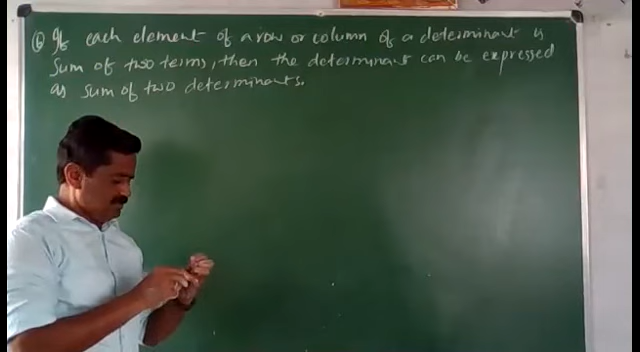 ⑥ If each element of a row or column of a determinant is
sum of two terms, then the determinant can be expressed
as sum of two determinants.